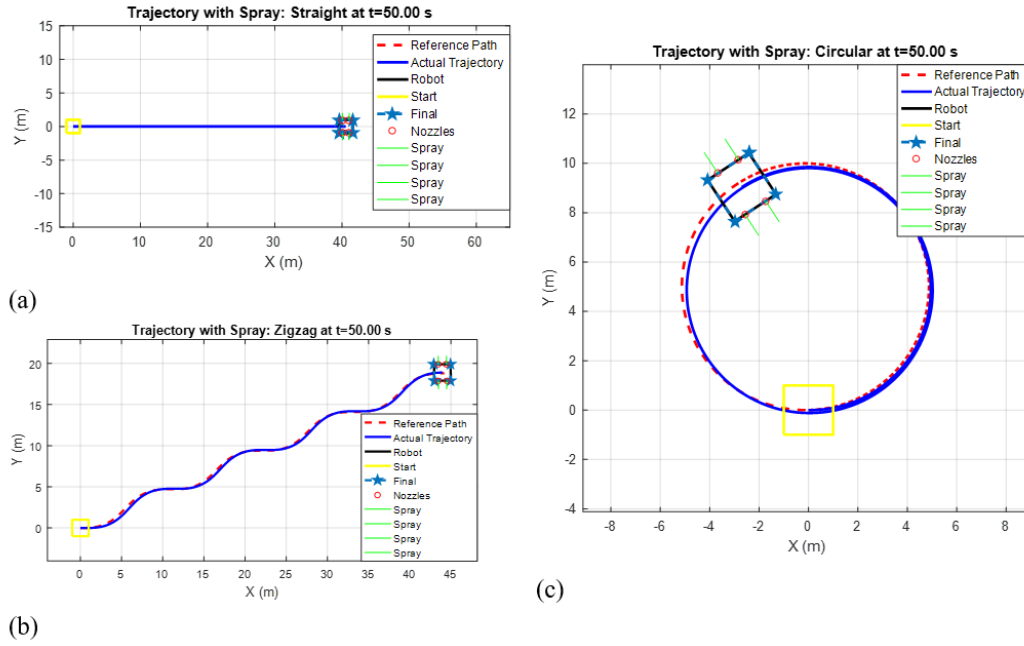 Trajectory with Spray: Straight at t=50.00 s
15
10
5
0
-5
-10
-15
Y (m)
0
10
20
30
40
50
60
X (m)
Reference Path
Actual Trajectory
Robot
Start
Final
Nozzles
Spray
Spray
Spray
Spray
(a)
Trajectory with Spray: Zigzag at t=50.00 s
20
15
10
5
0
Y (m)
0
5
10
15
20
25
30
35
40
45
X (m)
Reference Path
Actual Trajectory
Robot
Start
Final
Nozzles
Spray
Spray
Spray
Spray
(b)
Trajectory with Spray: Circular at t=50.00 s
12
10
8
6
4
2
0
-2
-4
Y (m)
-8
-6
-4
-2
0
2
4
6
8
X (m)
Reference Path
Actual Trajectory
Robot
Start
Final
Nozzles
Spray
Spray
Spray
Spray
(c)